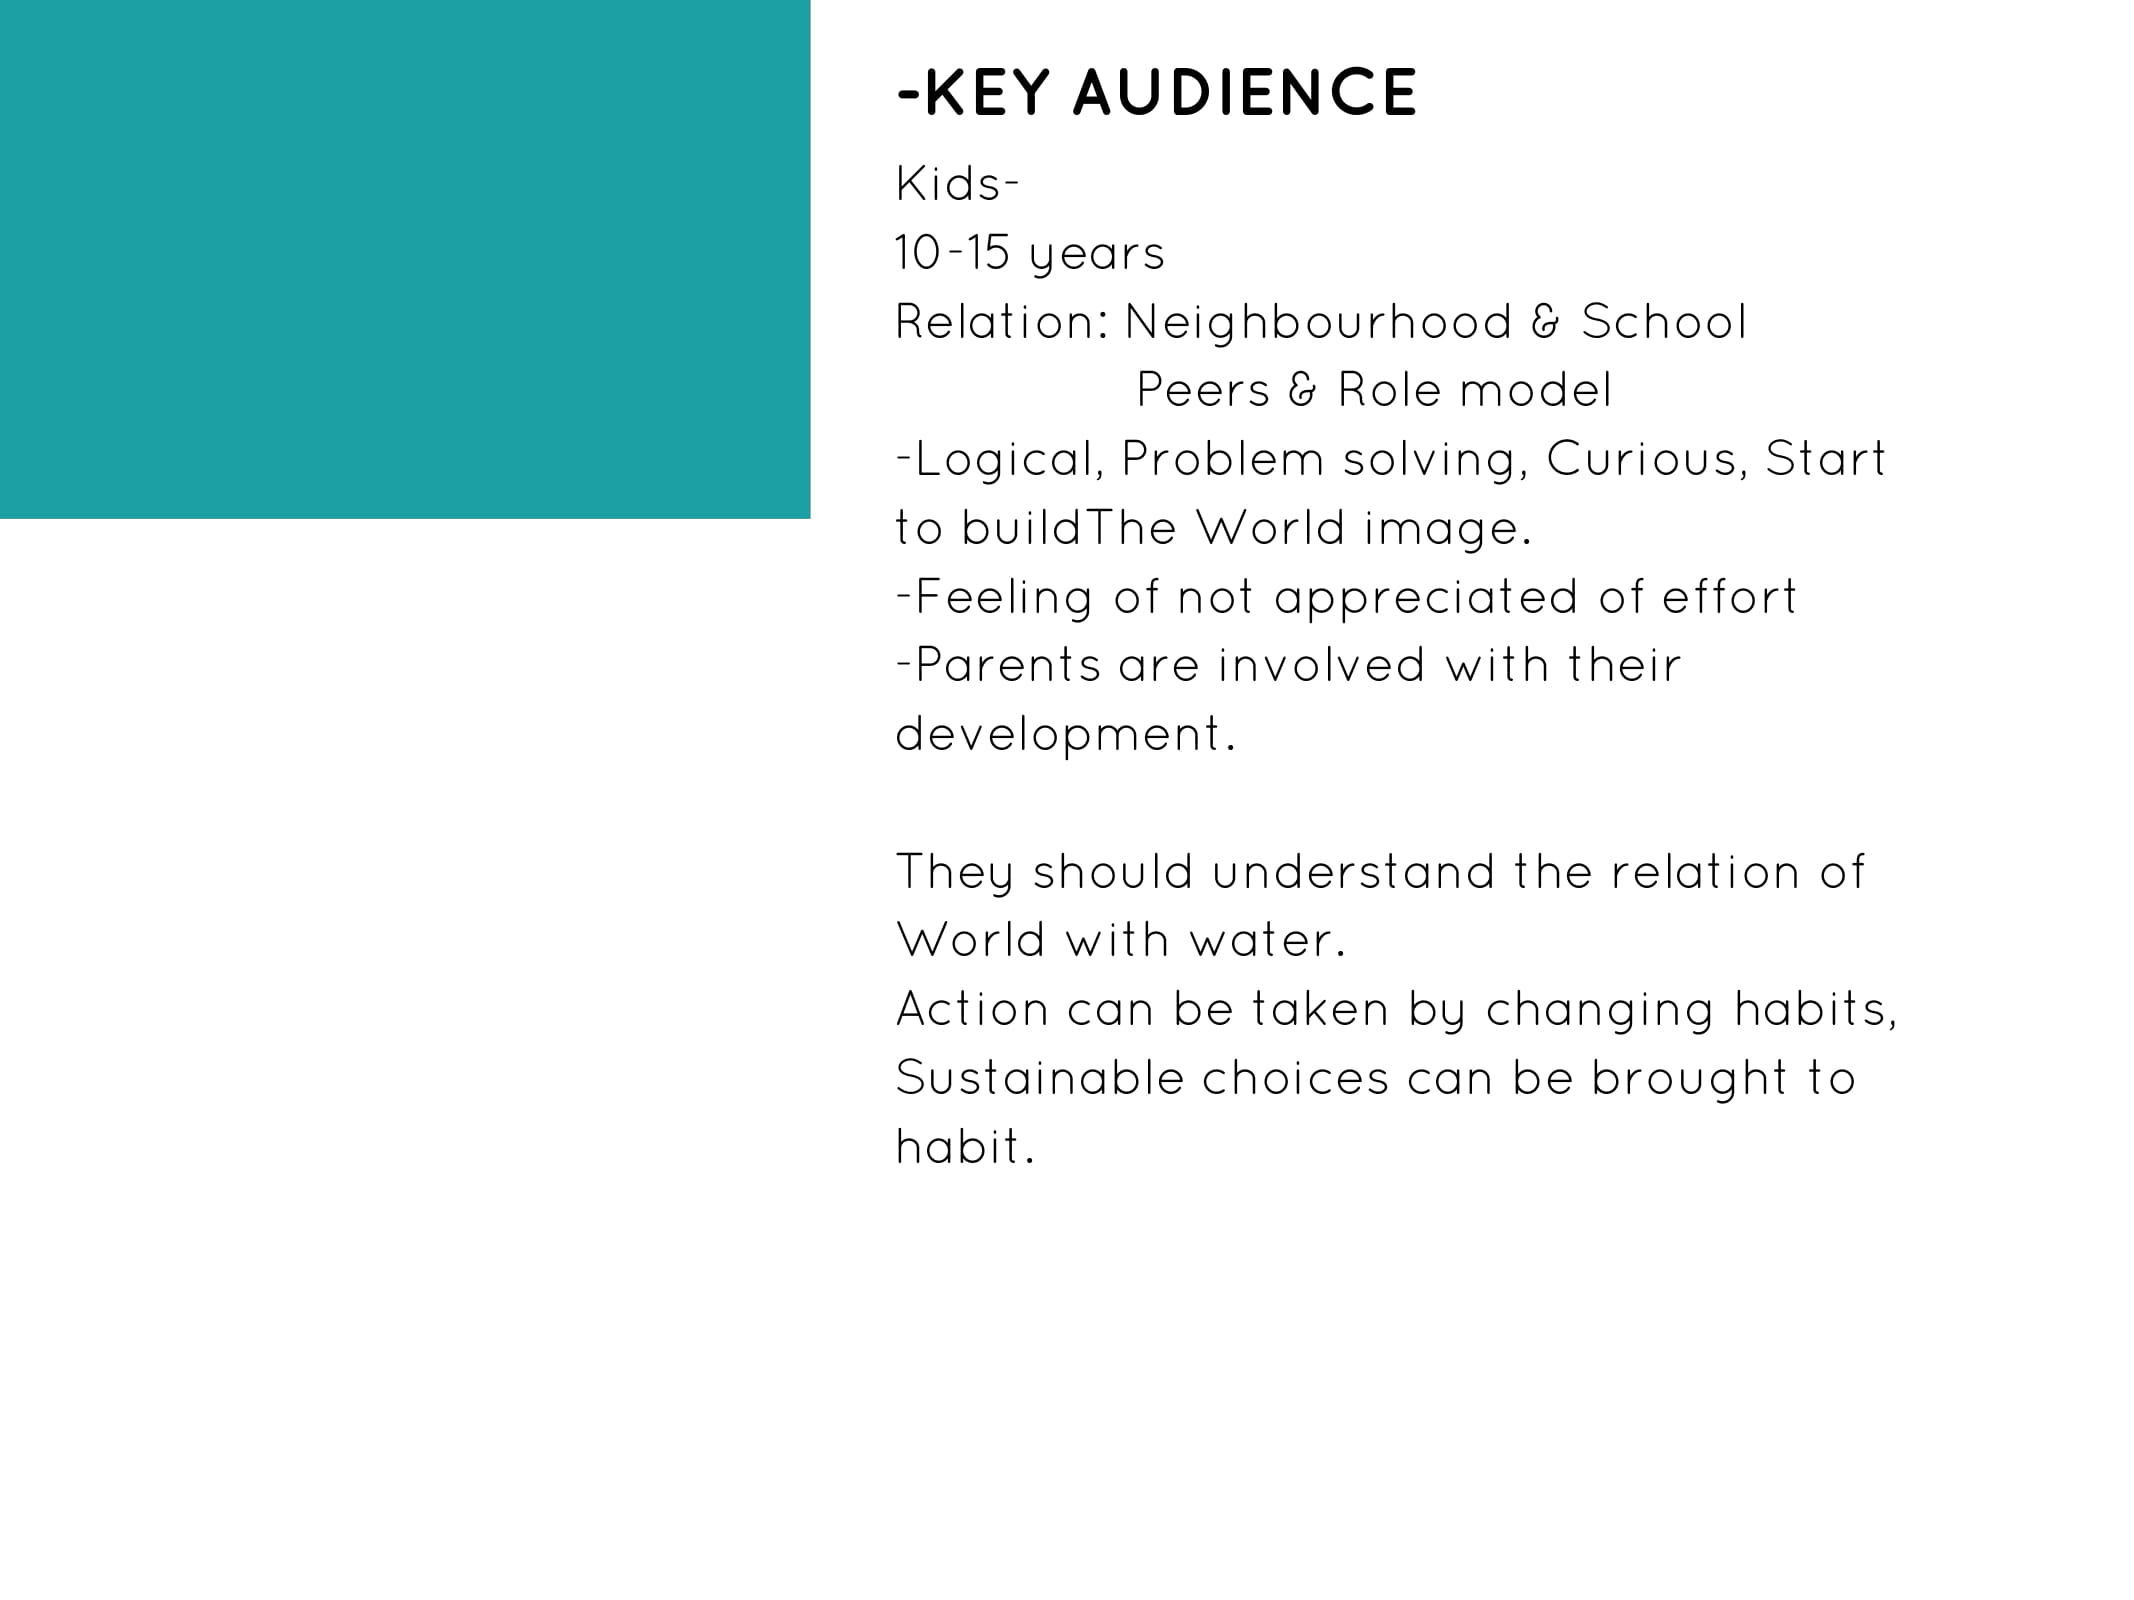 -KEY AUDIENCE
Kids-
10-15 years
Relation: Neighbourhood & School
Peers & Role model
-Logical, Problem solving, Curious, Start
to buildThe World image.
-Feeling of not appreciated of effort
-Parents are involved with their
development.
They should understand the relation of
World with water.
Action can be taken by changing habits,
Sustainable choices can be brought to
habit.